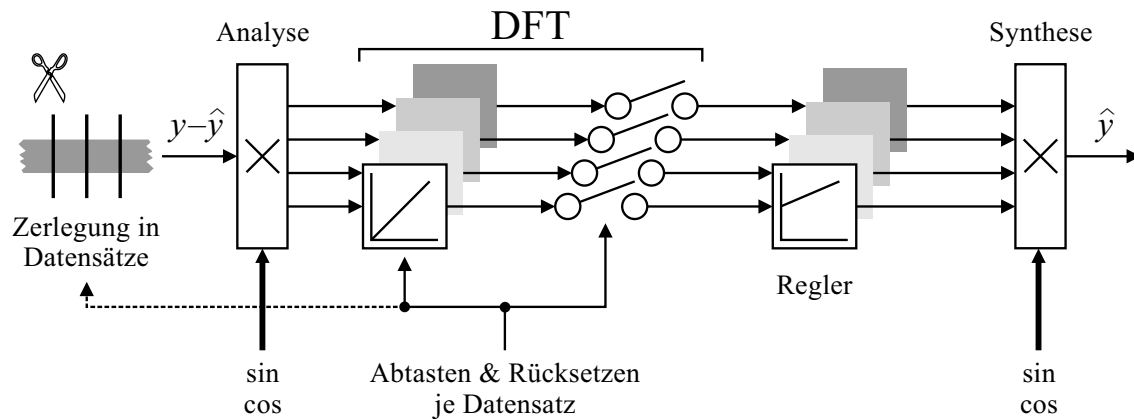 Analyse
DFT
Synthese
y−ŷ
ŷ
Zerlegung in
Datensätze
Regler
sin
cos
Abtasten & Rücksetzen
je Datensatz
sin
cos